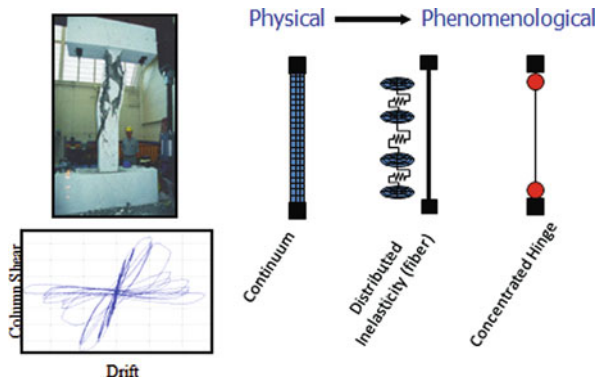 Physical
Phenomenological
Column Shear
Drift
Continuum
Distributed
Inelasticity (fiber)
Concentrated Hinge